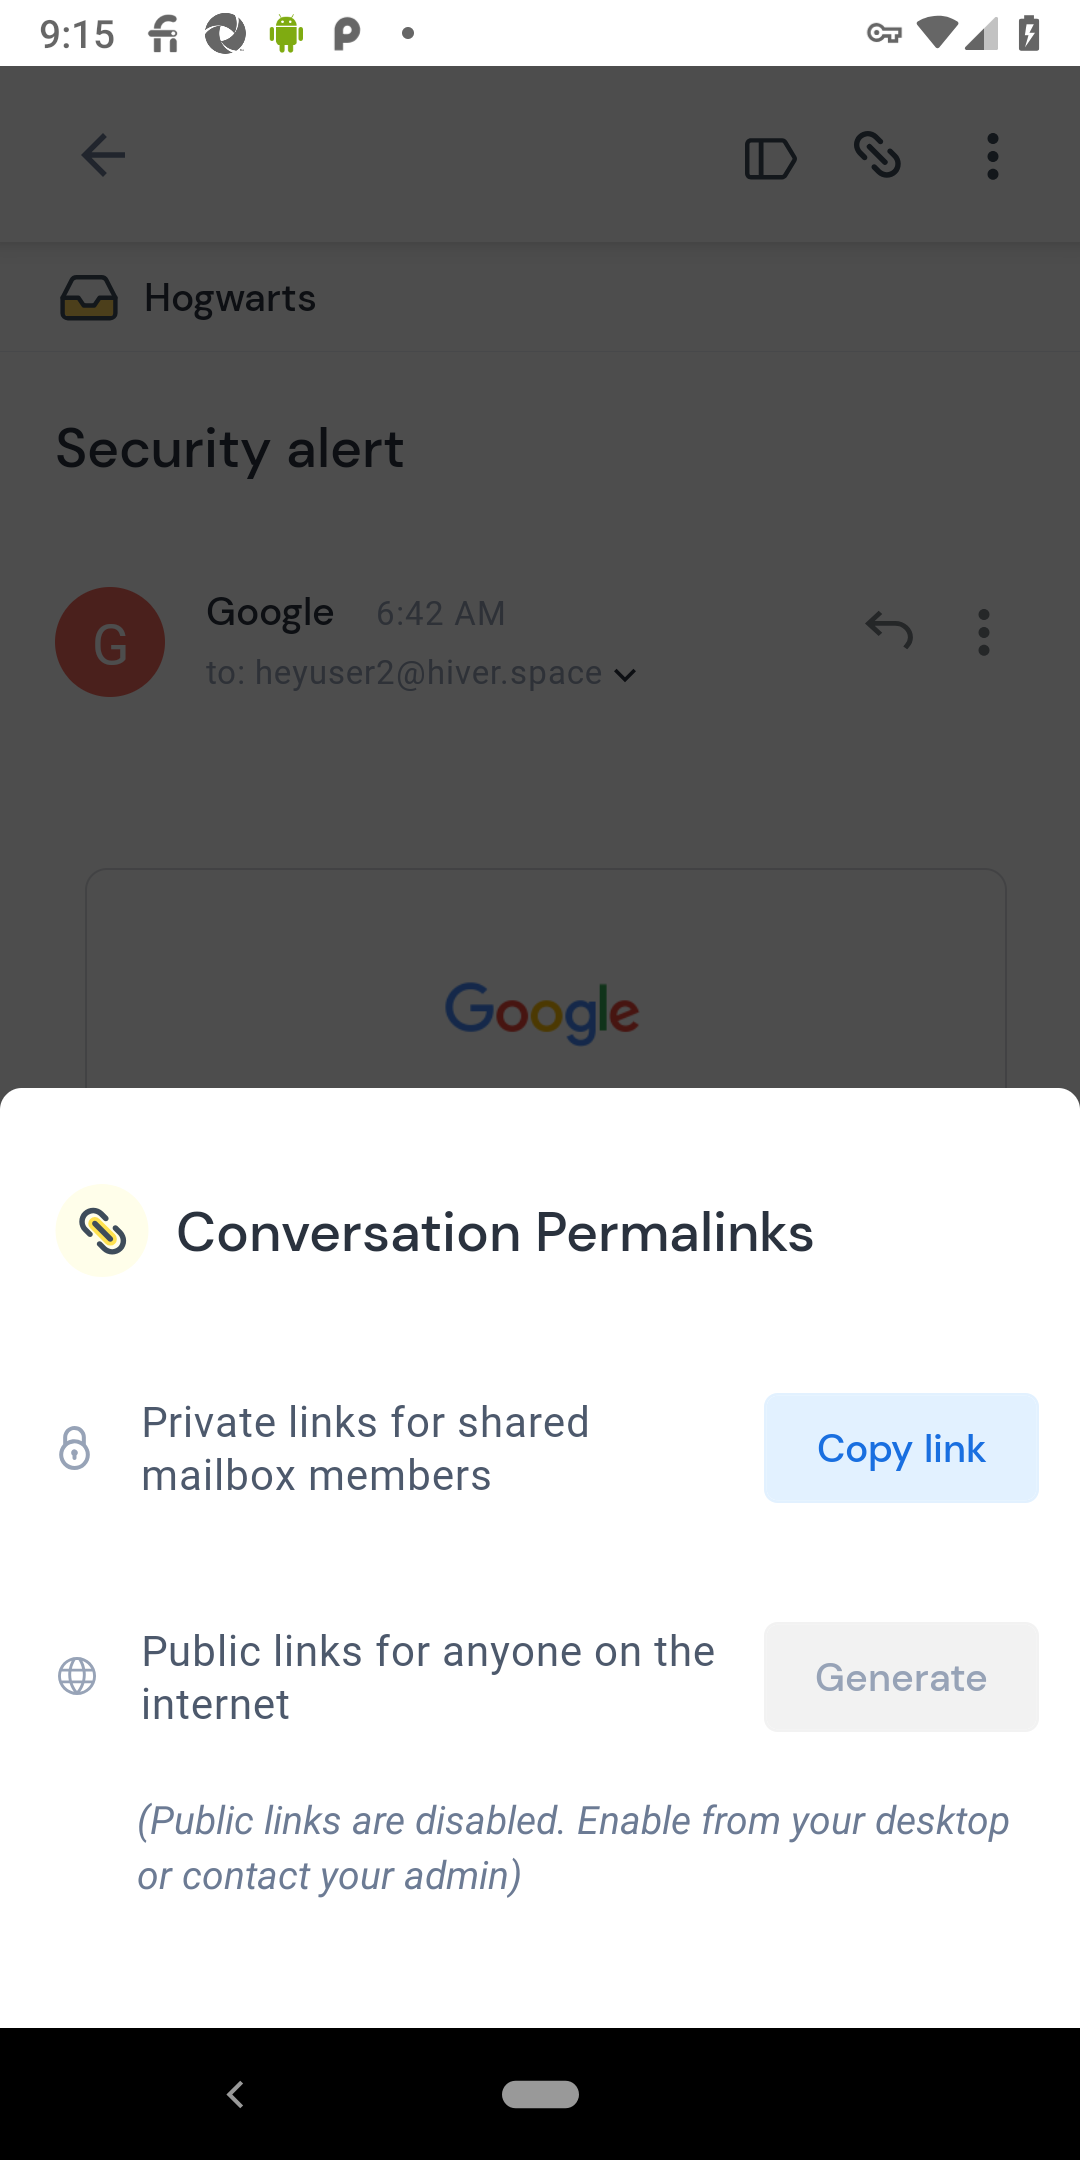 9:15
Hogwarts
Security alert
G
Google 6:42 AM
to: heyuser2@hiver.space
Google
Conversation Permalinks
Private links for shared
mailbox members
Copy link
Public links for anyone on the
internet
Generate
(Public links are disabled. Enable from your desktop
or contact your admin)